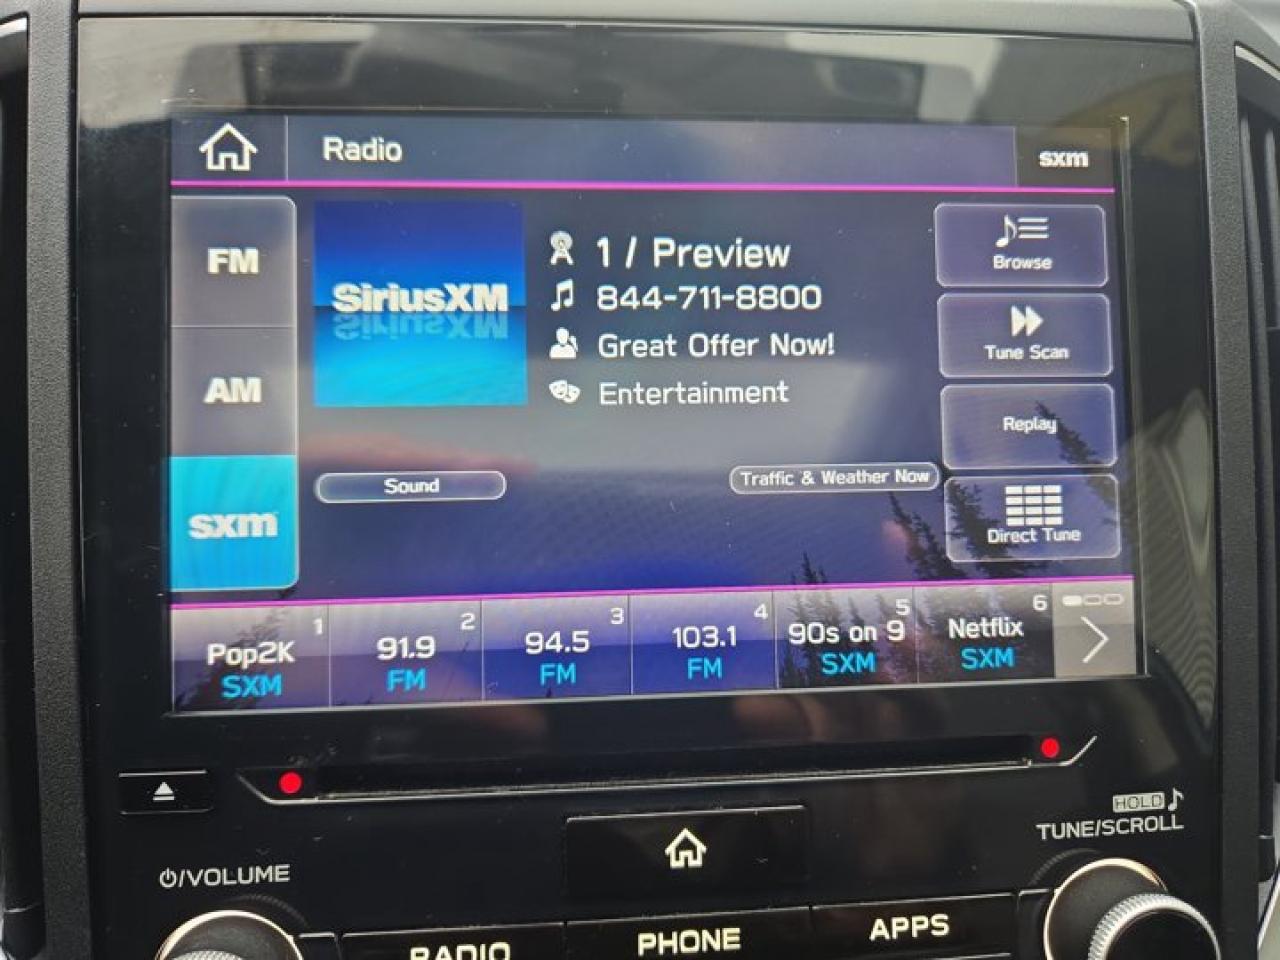 Radio
sxm
FM
AM
sxm
SiriusXM
1 / Preview
844-711-8800
Great Offer Now!
Entertainment
Browse
Tune Scan
Replay
Direct Tune
Sound
Traffic & Weather Now
1
Pop2K
SXM
2
91.9
FM
3
94.5
FM
4
103.1
FM
5
90s on 9
SXM
6
Netflix
SXM
HOLD
TUNE/SCROLL
/VOLUME
RADIO
PHONE
APPS